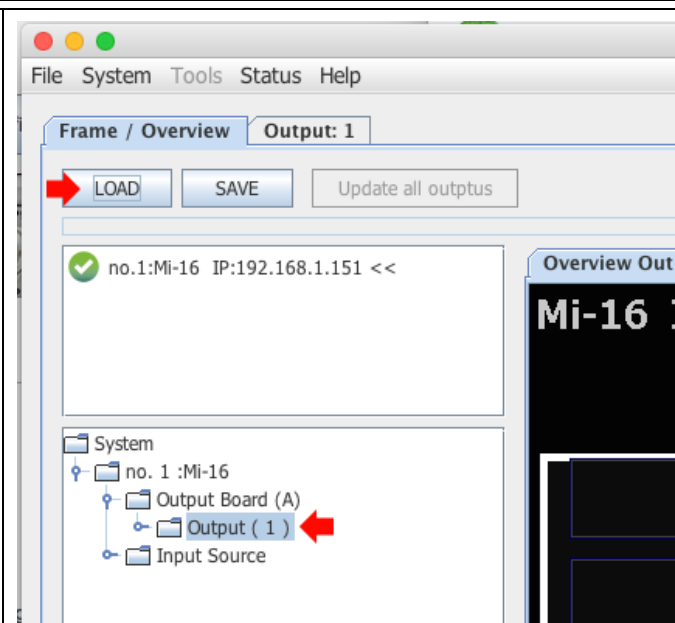 File System Tools Status Help
Frame / Overview Output: 1
LOAD SAVE Update all outptus
no.1:Mi-16 IP:192.168.1.151 <<
Overview Out
Mi-16
System
no. 1 :Mi-16
Output Board (A)
Output ( 1 )
Input Source